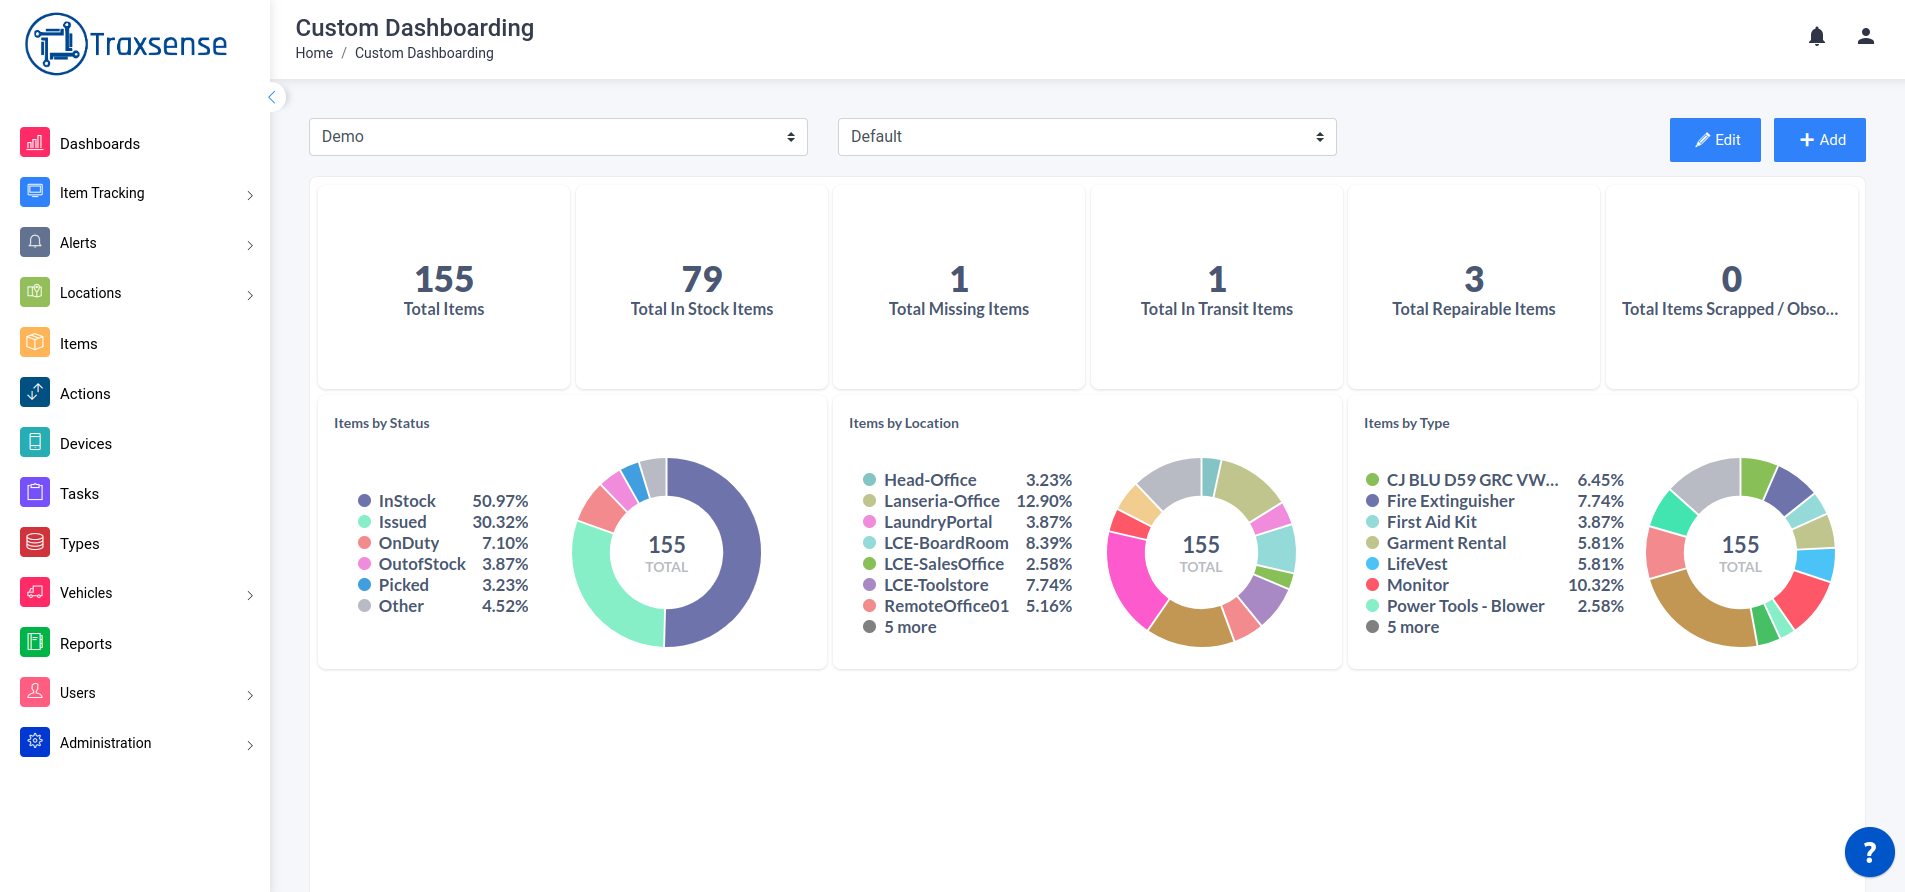 Traxsense
Custom Dashboarding
Home / Custom Dashboarding
Dashboards
Item Tracking
Alerts
Locations
Items
Actions
Devices
Tasks
Types
Vehicles
Reports
Users
Administration
Demo
Default
Edit
Add
155
Total Items
79
Total In Stock Items
1
Total Missing Items
1
Total In Transit Items
3
Total Repairable Items
0
Total Items Scrapped / Obso...
Items by Status
InStock 50.97%
Issued 30.32%
OnDuty 7.10%
OutofStock 3.87%
Picked 3.23%
Other 4.52%
155
TOTAL
Items by Location
Head-Office 3.23%
Lanseria-Office 12.90%
LaundryPortal 3.87%
LCE-BoardRoom 8.39%
LCE-SalesOffice 2.58%
LCE-Toolstore 7.74%
RemoteOffice01 5.16%
5 more
155
TOTAL
Items by Type
CJ BLU D59 GRC VW... 6.45%
Fire Extinguisher 7.74%
First Aid Kit 3.87%
Garment Rental 5.81%
LifeVest 5.81%
Monitor 10.32%
Power Tools - Blower 2.58%
5 more
155
TOTAL
?